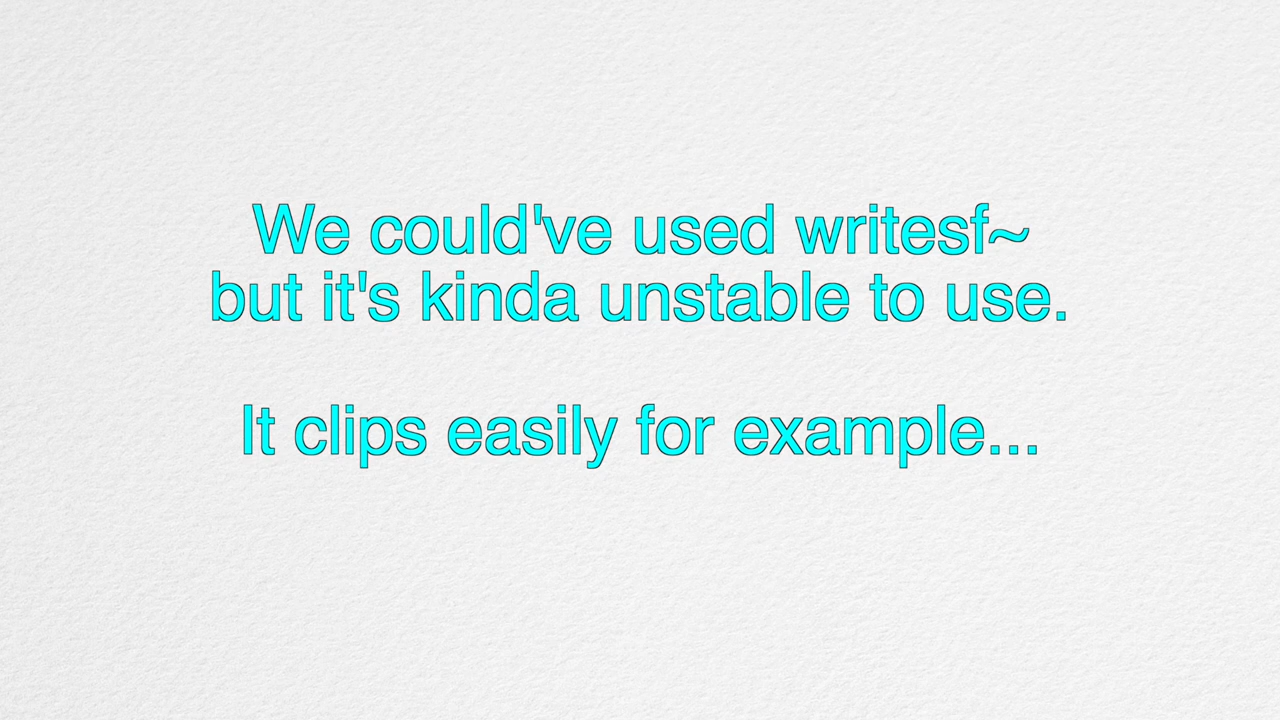 We could've used writesf~
but it's kinda unstable to use.
It clips easily for example...